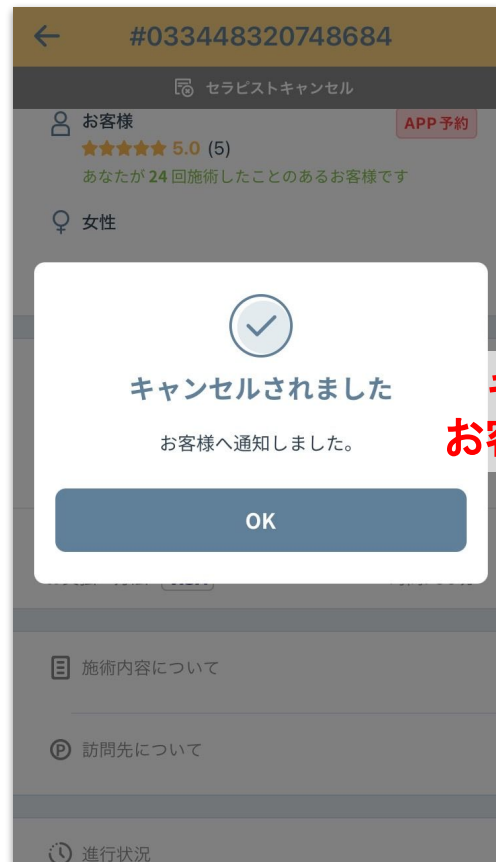 #033448320748684
セラピストキャンセル
お客様
APP予約
★★★★★ 5.0 (5)
あなたが 24 回施術したことのあるお客様です
女性
キャンセルされました
お客様へ通知しました。
OK
施術内容について
訪問先について
進行状況